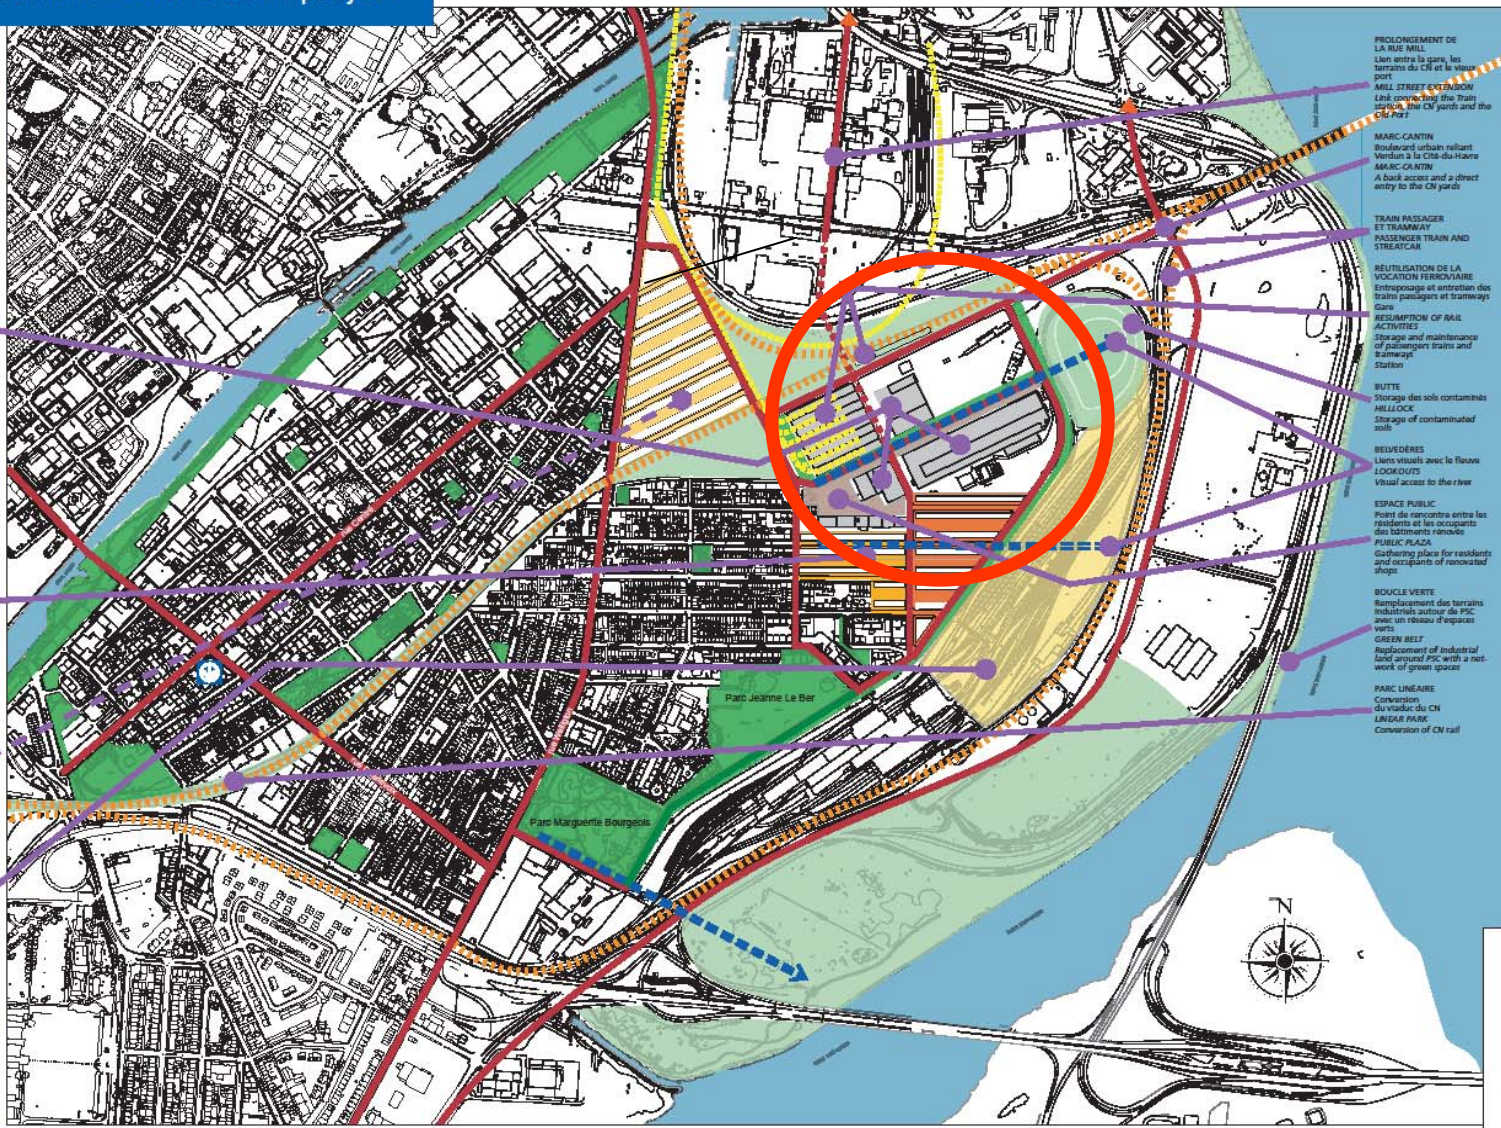 PROLONGEMENT DE
LA RUE MILL
Lien entre la gare, les
terrains du CN et le vieux
port
MILL STREET EXTENSION
Link connecting the Train
station, the CN yards and the
Old Port
MARC-CANTIN
Boulevard urbain reliant
Verdun à la Cité-du-Havre
MARC-CANTIN
A back access and a direct
entry to the CN yards
TRAIN PASSAGER
ET TRAMWAY
PASSENGER TRAIN AND
STREATCAR
RÉUTILISATION DE LA
VOCATION FERROVIAIRE
Entreposage et entretien des
trains passagers et tramways
Gare
RESUMPTION OF RAIL
ACTIVITIES
Storage and maintenance
of passengers trains and
tramways
Station
BUTTE
Storage des sols contaminés
HILLLOCK
Storage of contaminated
soils
BELVEDÈRES
Liens visuels avec le fleuve
LOOKOUTS
Visual access to the river
ESPACE PUBLIC
Point de rencontre entre les
résidents et les occupants
des bâtiments rénovés
PUBLIC PLAZA
Gathering place for residents
and occupants of renovated
shops
BOUCLE VERTE
Remplacement des terrains
industriels autour de PSC
avec un réseau d'espaces
verts
GREEN BELT
Replacement of industrial
land around PSC with a net-
work of green spaces
PARC LINÉAIRE
Conversion
du viaduc du CN
LINEAR PARK
Conversion of CN rail
Parc Jeanne Le Ber
Parc Marguerite Bourgeois
N